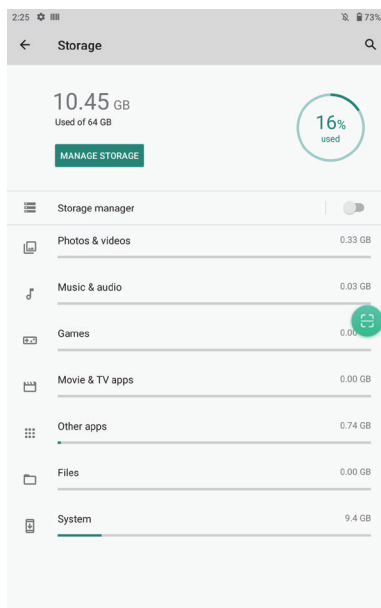 2:25 73%
Storage
10.45 GB
Used of 64 GB
16%
used
MANAGE STORAGE
Storage manager
Photos & videos 0.33 GB
Music & audio 0.03 GB
Games
Movie & TV apps 0.00 GB
Other apps 0.74 GB
Files 0.00 GB
System 9.4 GB